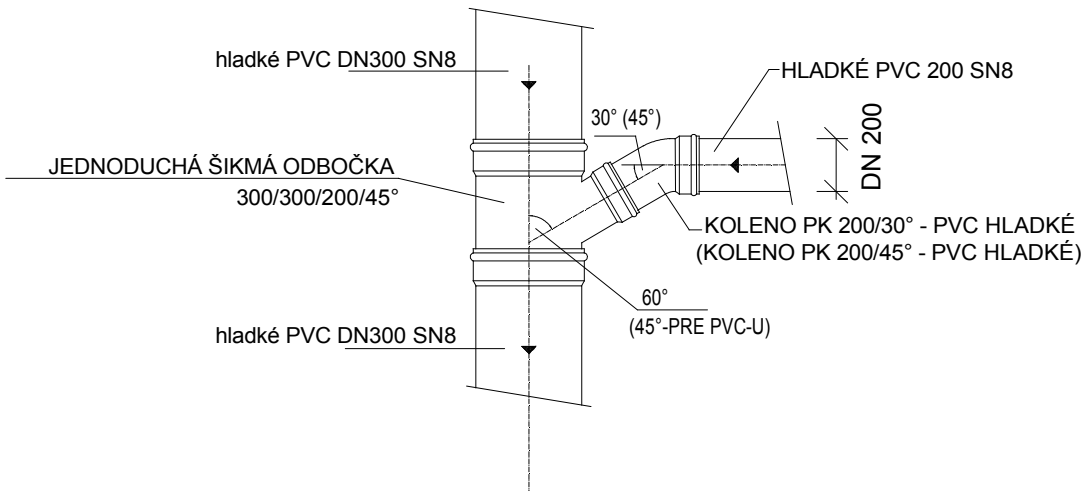 hladké PVC DN300 SN8
HLADKÉ PVC 200 SN8
30° (45°)
DN 200
JEDNODUCHÁ ŠIKMÁ ODBOČKA
300/300/200/45°
KOLENO PK 200/30° - PVC HLADKÉ
(KOLENO PK 200/45° - PVC HLADKÉ)
60°
(45°-PRE PVC-U)
hladké PVC DN300 SN8